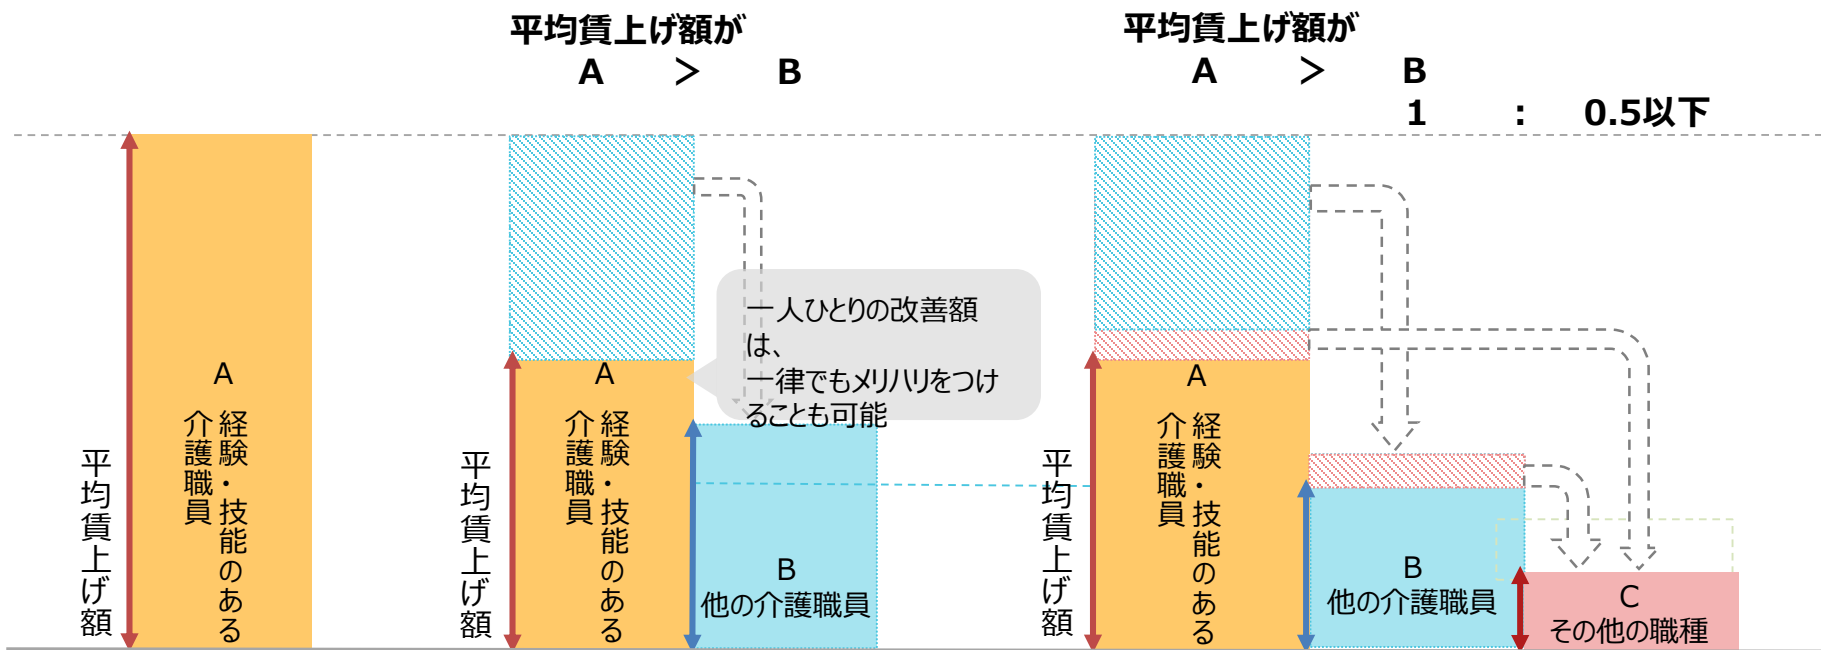 平均賃上げ額が
A ＞ B
平均賃上げ額が
A ＞ B
1 : 0.5以下
平均賃上げ額
A
経験・技能のある
介護職員
平均賃上げ額
A
経験・技能のある
介護職員
一人ひとりの改善額
は、
一律でもメリハリをつけ
ることも可能
B
他の介護職員
平均賃上げ額
A
経験・技能のある
介護職員
B
他の介護職員
C
その他の職種